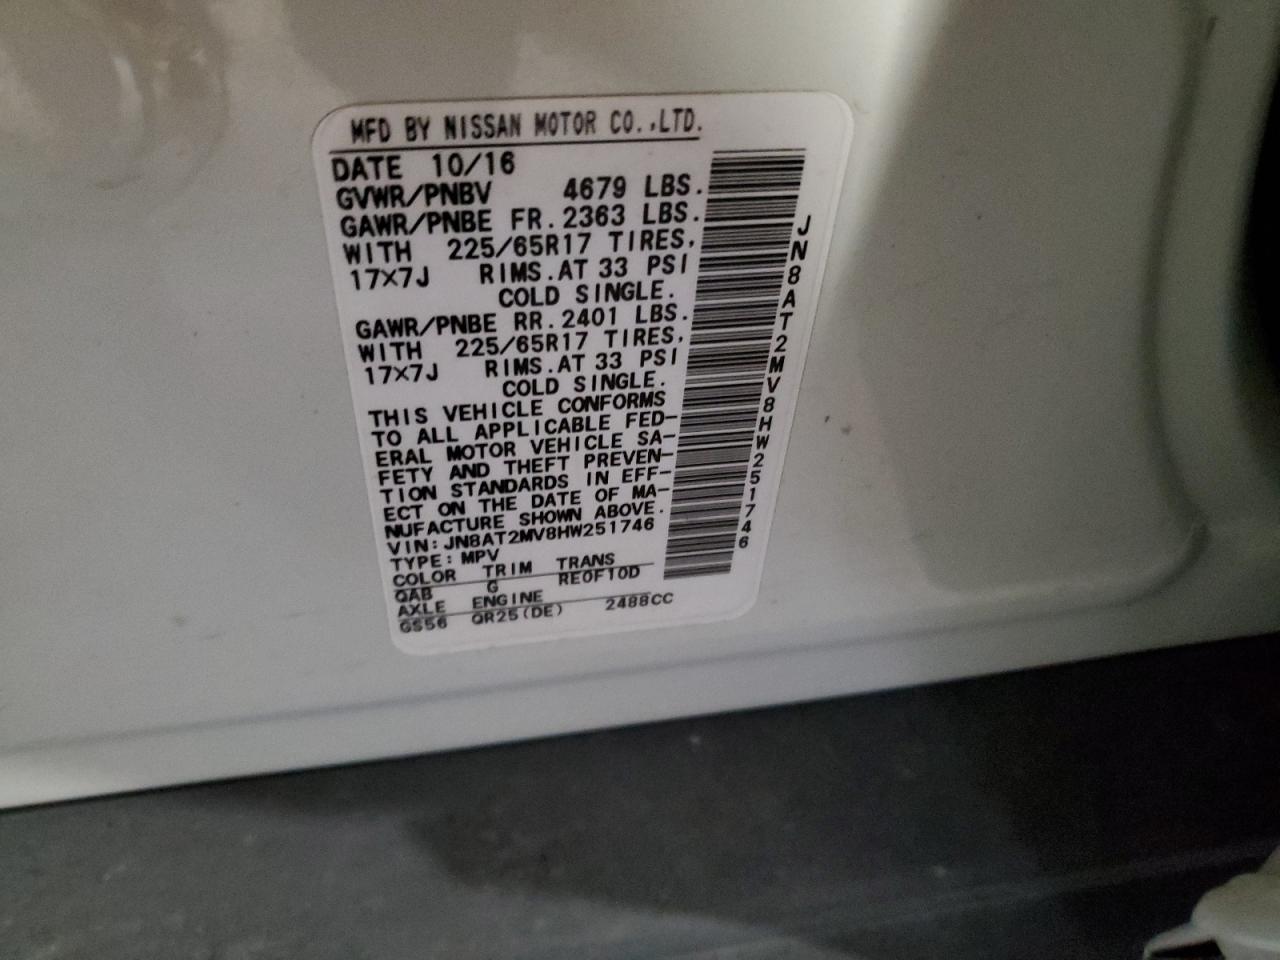 MFD BY NISSAN MOTOR CO.,LTD.
DATE 10/16
GVWR/PNBV 4679 LBS.
GAWR/PNBE FR. 2363 LBS.
WITH 225/65R17 TIRES,
17×7J RIMS.AT 33 PSI
COLD SINGLE.
GAWR/PNBE RR. 2401 LBS.
WITH 225/65R17 TIRES,
17×7J RIMS.AT 33 PSI
COLD SINGLE.
THIS VEHICLE CONFORMS
TO ALL APPLICABLE FED-
ERAL MOTOR VEHICLE SA-
FETY AND THEFT PREVEN-
TION STANDARDS IN EFF-
ECT ON THE DATE OF MA-
NUFACTURE SHOWN ABOVE.
VIN: JN8AT2MV8HW251746
TYPE: MPV
COLOR TRIM TRANS
QAB G RE0F10D
AXLE ENGINE
GS56 QR25(DE) 2488CC
JN8AT2MV8HW251746